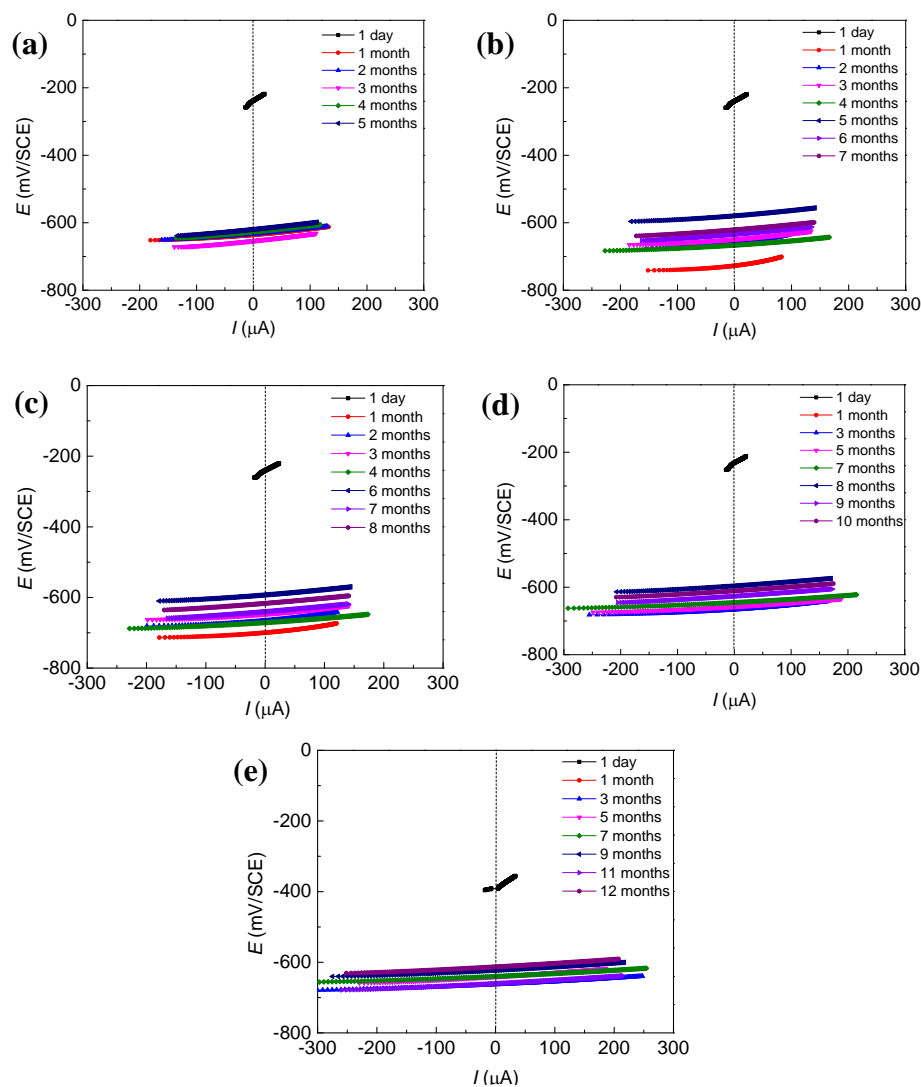 (a)
E (mV/SCE)
0
-200
-400
-600
-800
-300 -200 -100 0 100 200 300
I (μA)
1 day
1 month
2 months
3 months
4 months
5 months
(b)
E (mV/SCE)
0
-200
-400
-600
-800
-300 -200 -100 0 100 200 300
I (μA)
1 day
1 month
2 months
3 months
4 months
5 months
6 months
7 months
(c)
E (mV/SCE)
0
-200
-400
-600
-800
-300 -200 -100 0 100 200 300
I (μA)
1 day
1 month
2 months
3 months
4 months
6 months
7 months
8 months
(d)
E (mV/SCE)
0
-200
-400
-600
-800
-300 -200 -100 0 100 200 300
I (μA)
1 day
1 month
3 months
5 months
7 months
8 months
9 months
10 months
(e)
E (mV/SCE)
0
-200
-400
-600
-800
-300 -200 -100 0 100 200 300
I (μA)
1 day
1 month
3 months
5 months
7 months
9 months
11 months
12 months